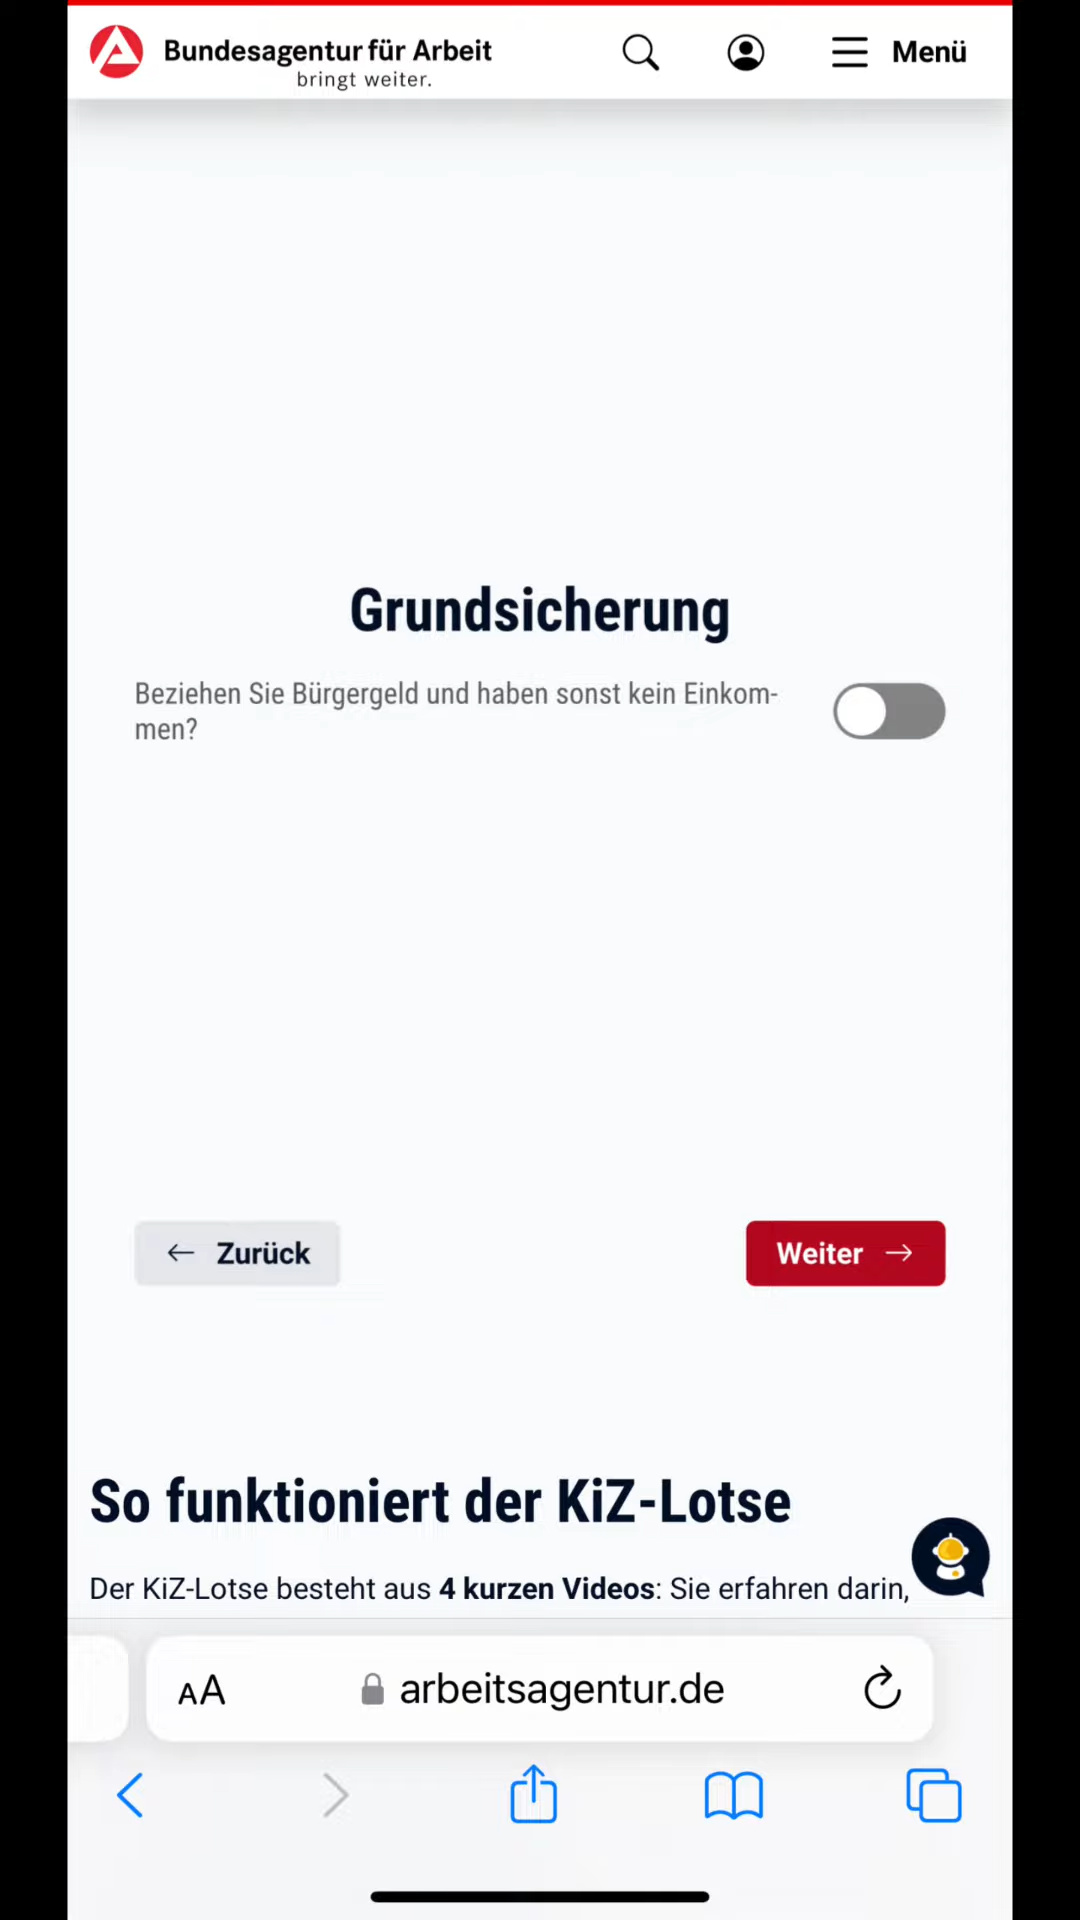 Bundesagentur für Arbeit
bringt weiter.
Menü
Grundsicherung
Beziehen Sie Bürgergeld und haben sonst kein Einkom-
men?
← Zurück
Weiter →
So funktioniert der KiZ-Lotse
Der KiZ-Lotse besteht aus 4 kurzen Videos: Sie erfahren darin,
AA
arbeitsagentur.de